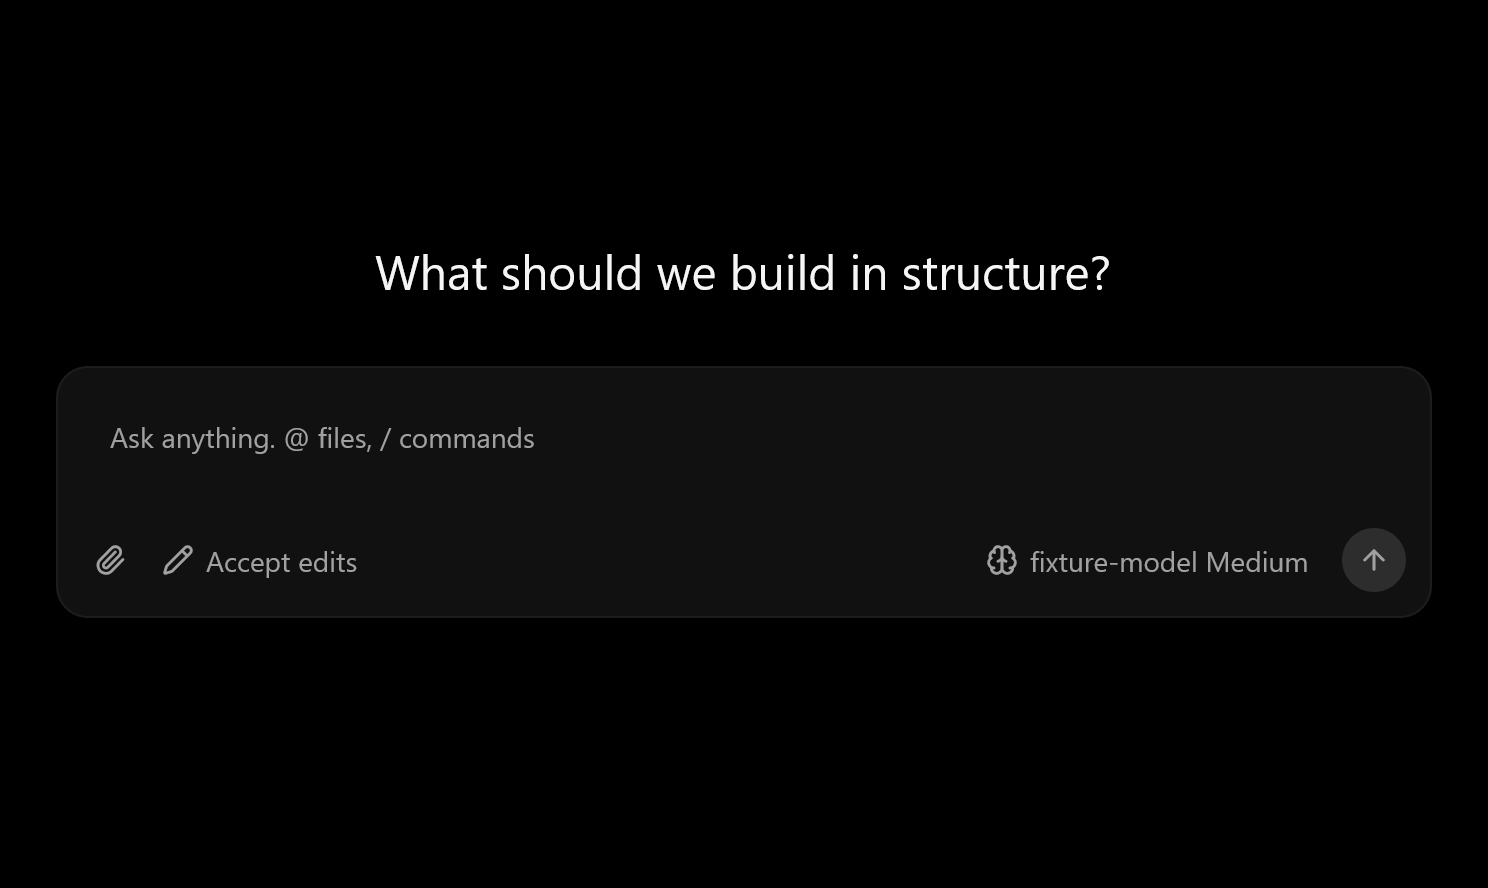 What should we build in structure?
Ask anything. @ files, / commands
Accept edits
fixture-model Medium